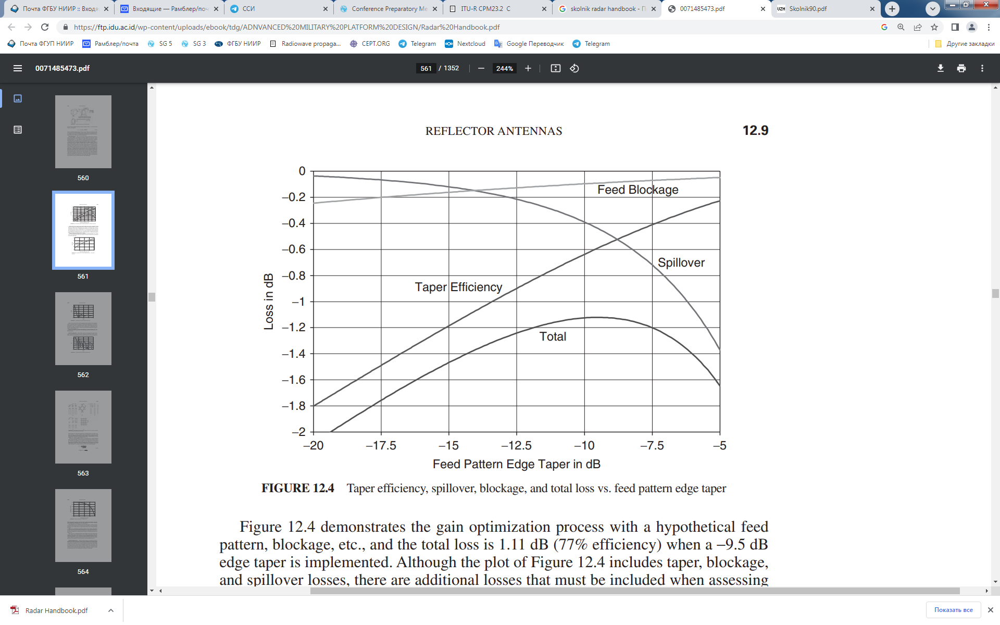 Почта ФГБУ НИИР :: Входя
Входящие — Рамблер/поч
ССИ
Conference Preparatory Me
ITU-R CPM23.2 C
skolnik radar handbook - П
0071485473.pdf
UZH
Skolnik90.pdf
https://ftp.idu.ac.id/wp-content/uploads/ebook/tdg/ADNVANCED%20MILITARY%20PLATFORM%20DESIGN/Radar%20Handbook.pdf
Почта ФГУП НИИР
Рамблер/почта
SG 5
SG 3
ФГБУ НИИР
Radiowave propaga...
CEPT.ORG
Telegram
Nextcloud
Google Переводчик
Telegram
Другие закладки
0071485473.pdf
561 / 1352
244%
560
561
562
563
564
REFLECTOR ANTENNAS 12.9
0
−0.2
−0.4
−0.6
−0.8
−1
−1.2
−1.4
−1.6
−1.8
−2
Loss in dB
Feed Blockage
Spillover
Taper Efficiency
Total
−20 −17.5 −15 −12.5 −10 −7.5 −5
Feed Pattern Edge Taper in dB
FIGURE 12.4 Taper efficiency, spillover, blockage, and total loss vs. feed pattern edge taper
Figure 12.4 demonstrates the gain optimization process with a hypothetical feed
pattern, blockage, etc., and the total loss is 1.11 dB (77% efficiency) when a −9.5 dB
edge taper is implemented. Although the plot of Figure 12.4 includes taper, blockage,
and spillover losses, there are additional losses that must be included when assessing
Radar Handbook.pdf
Показать все